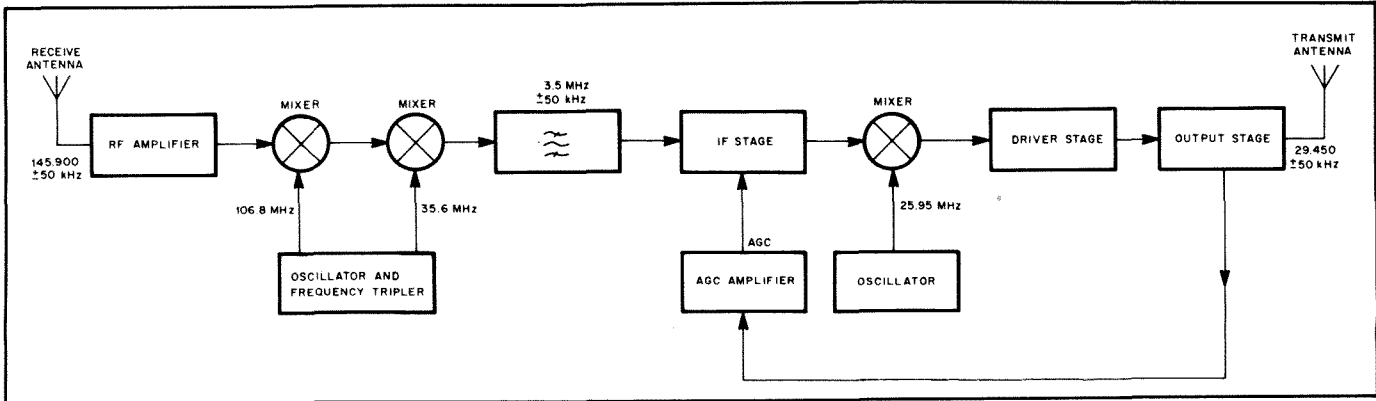 RECEIVE
ANTENNA
TRANSMIT
ANTENNA
MIXER
MIXER
3.5 MHz
±50 kHz
MIXER
RF AMPLIFIER
IF STAGE
DRIVER STAGE
OUTPUT STAGE
145.900
±50 kHz
29.450
±50 kHz
106.8 MHz
35.6 MHz
25.95 MHz
AGC
OSCILLATOR AND
FREQUENCY TRIPLER
AGC AMPLIFIER
OSCILLATOR